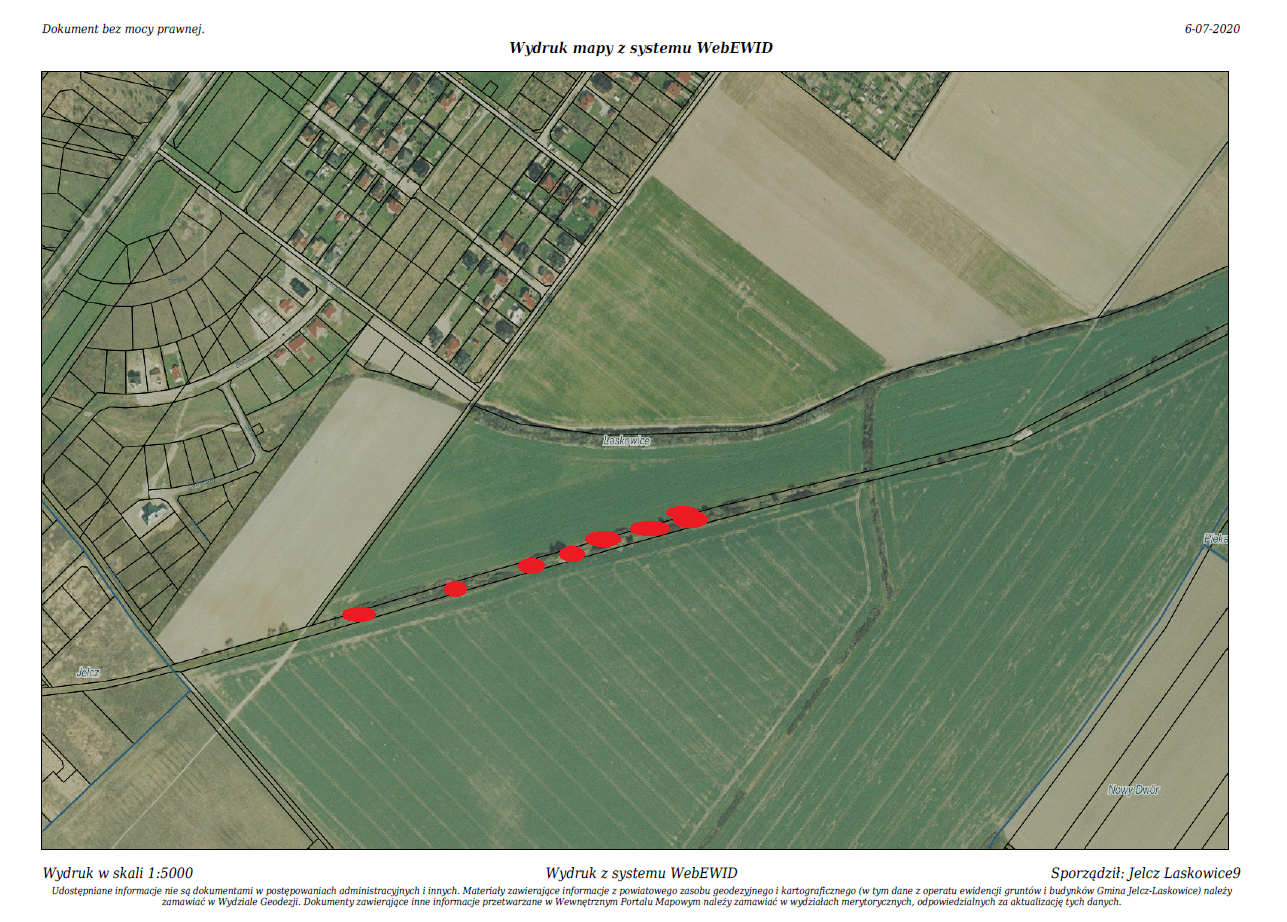 Dokument bez mocy prawnej.
6-07-2020
Wydruk mapy z systemu WebEWID
Laskowice
Jelcz
Nowy Dwór
Wydruk w skali 1:5000
Wydruk z systemu WebEWID
Sporządził: Jelcz Laskowice9
Udostępniane informacje nie są dokumentami w postępowaniach administracyjnych i innych. Materiały zawierające informacje z powiatowego zasobu geodezyjnego i kartograficznego (w tym dane z operatu ewidencji gruntów i budynków Gmina Jelcz-Laskowice) należy
zamawiać w Wydziale Geodezji. Dokumenty zawierające inne informacje przetwarzane w Wewnętrznym Portalu Mapowym należy zamawiać w wydziałach merytorycznych, odpowiedzialnych za aktualizację tych danych.